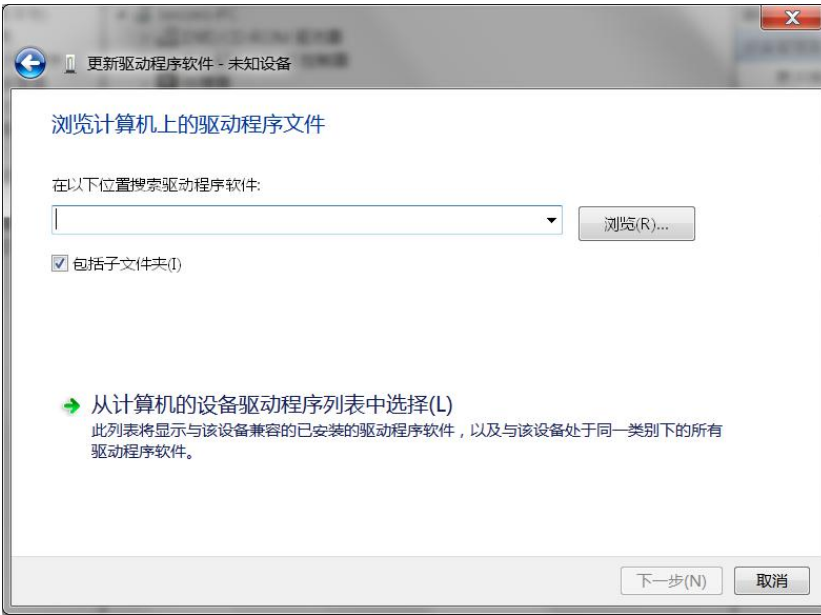 更新驱动程序软件 - 未知设备
浏览计算机上的驱动程序文件
在以下位置搜索驱动程序软件:
浏览(R)...
包括子文件夹(I)
从计算机的设备驱动程序列表中选择(L)
此列表将显示与该设备兼容的已安装的驱动程序软件，以及与该设备处于同一类别下的所有
驱动程序软件。
下一步(N)
取消